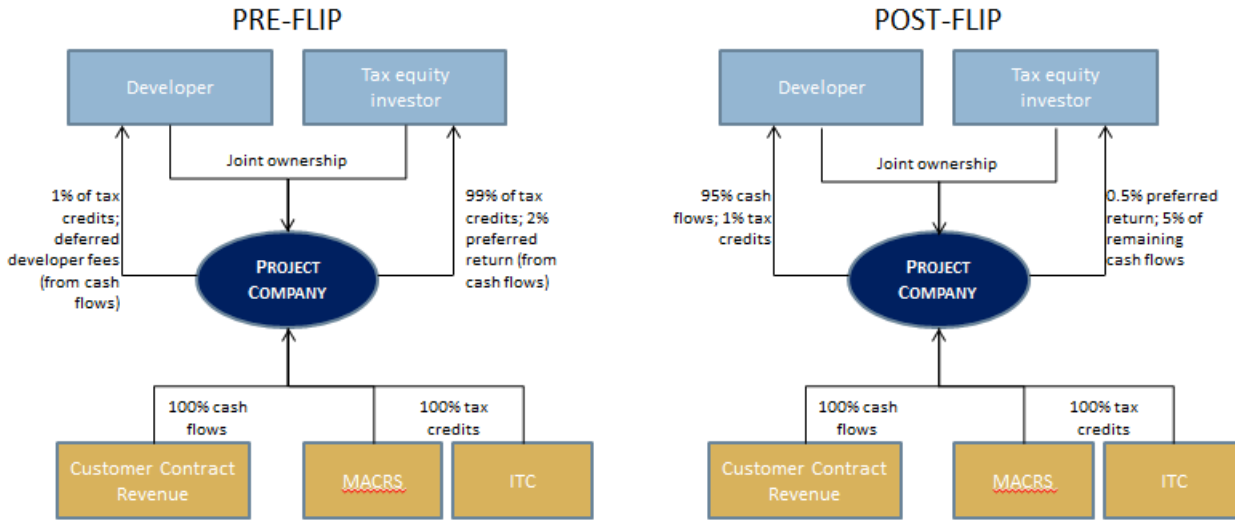 PRE-FLIP
Developer
Tax equity
investor
Joint ownership
1% of tax
credits;
deferred
developer fees
(from cash
flows)
99% of tax
credits; 2%
preferred
return (from
cash flows)
PROJECT
COMPANY
100% cash
flows
100% tax
credits
Customer Contract
Revenue
MACRS
ITC
POST-FLIP
Developer
Tax equity
investor
Joint ownership
95% cash
flows; 1% tax
credits
0.5% preferred
return; 5% of
remaining
cash flows
PROJECT
COMPANY
100% cash
flows
100% tax
credits
Customer Contract
Revenue
MACRS
ITC